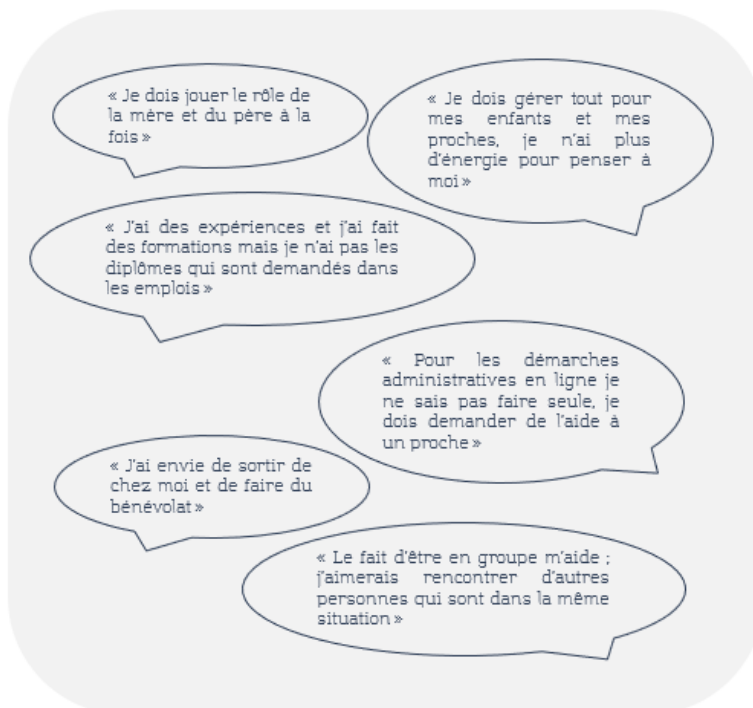 « Je dois jouer le rôle de
la mère et du père à la
fois »
« Je dois gérer tout pour
mes enfants et mes
proches, je n'ai plus
d'énergie pour penser à
moi »
« J'ai des expériences et j'ai fait
des formations mais je n'ai pas les
diplômes qui sont demandés dans
les emplois »
« Pour les démarches
administratives en ligne je
ne sais pas faire seule, je
dois demander de l'aide à
un proche »
« J'ai envie de sortir de
chez moi et de faire du
bénévolat »
« Le fait d'être en groupe m'aide ;
j'aimerais rencontrer d'autres
personnes qui sont dans la même
situation »